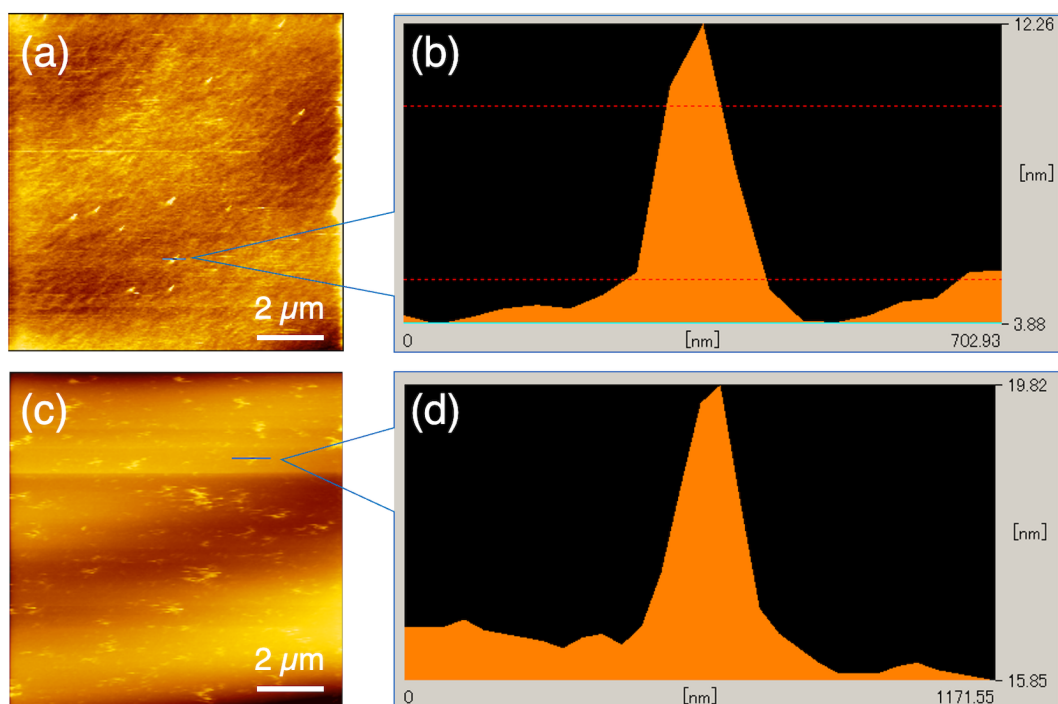 (a)
2 μm
(b)
12.26
[nm]
3.88
0
[nm]
702.93
(c)
2 μm
(d)
19.82
[nm]
15.85
0
[nm]
1171.55